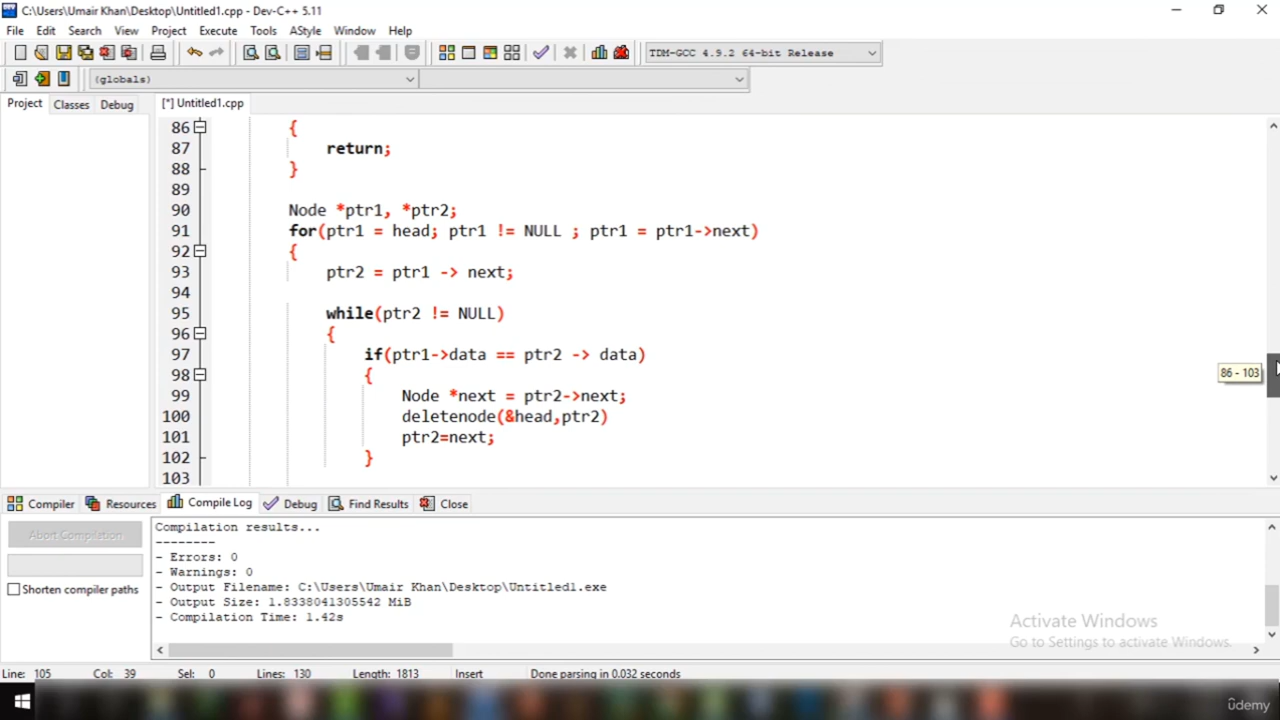 C:\Users\Umair Khan\Desktop\Untitled1.cpp - Dev-C++ 5.11
File Edit Search View Project Execute Tools AStyle Window Help
TDM-GCC 4.9.2 64-bit Release
(globals)
Project Classes Debug [*] Untitled1.cpp
86 {
87 return;
88 }
89
90 Node *ptr1, *ptr2;
91 for(ptr1 = head; ptr1 != NULL ; ptr1 = ptr1->next)
92 {
93 ptr2 = ptr1 -> next;
94
95 while(ptr2 != NULL)
96 {
97 if(ptr1->data == ptr2 -> data)
98 {
99 Node *next = ptr2->next;
100 deletenode(&head,ptr2)
101 ptr2=next;
102 }
103
86 - 103
Compiler Resources Compile Log Debug Find Results Close
Abort Compilation
Shorten compiler paths
Compilation results...
--------
- Errors: 0
- Warnings: 0
- Output Filename: C:\Users\Umair Khan\Desktop\Untitled1.exe
- Output Size: 1.8338041305542 MiB
- Compilation Time: 1.42s
Activate Windows
Go to Settings to activate Windows.
Line: 105 Col: 39 Sel: 0 Lines: 130 Length: 1813 Insert Done parsing in 0.032 seconds
ûdemy